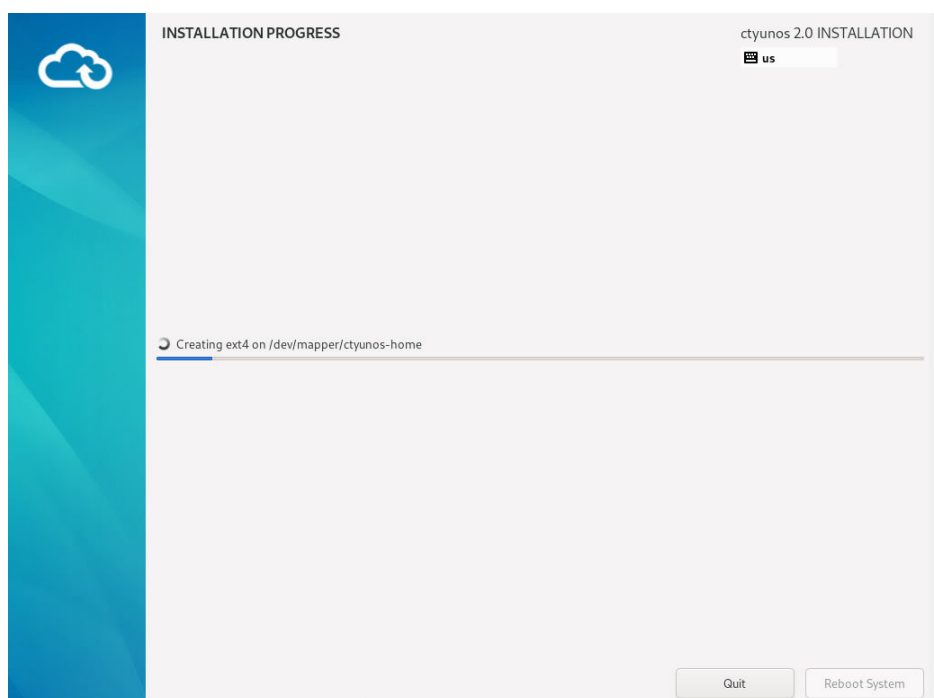 INSTALLATION PROGRESS
ctyunos 2.0 INSTALLATION
us
Creating ext4 on /dev/mapper/ctyunos-home
Quit
Reboot System